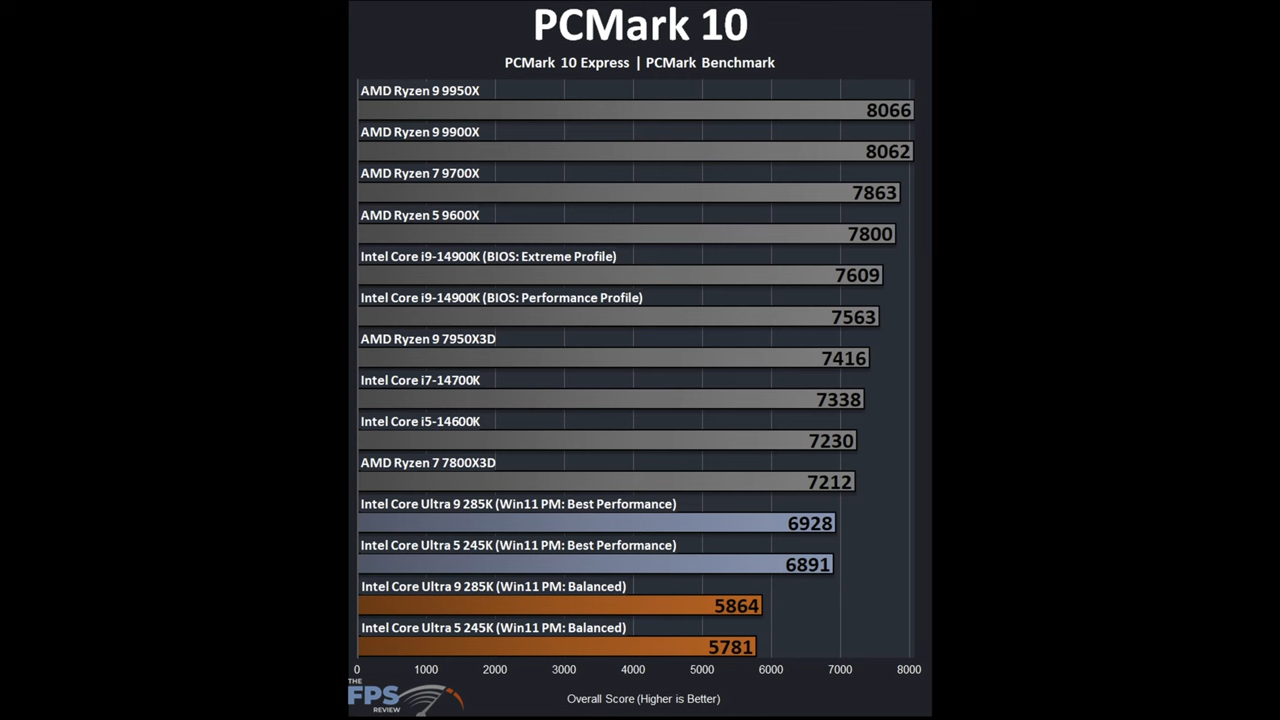 PCMark 10
PCMark 10 Express | PCMark Benchmark
AMD Ryzen 9 9950X
8066
AMD Ryzen 9 9900X
8062
AMD Ryzen 7 9700X
7863
AMD Ryzen 5 9600X
7800
Intel Core i9-14900K (BIOS: Extreme Profile)
7609
Intel Core i9-14900K (BIOS: Performance Profile)
7563
AMD Ryzen 9 7950X3D
7416
Intel Core i7-14700K
7338
Intel Core i5-14600K
7230
AMD Ryzen 7 7800X3D
7212
Intel Core Ultra 9 285K (Win11 PM: Best Performance)
6928
Intel Core Ultra 5 245K (Win11 PM: Best Performance)
6891
Intel Core Ultra 9 285K (Win11 PM: Balanced)
5864
Intel Core Ultra 5 245K (Win11 PM: Balanced)
5781
0 1000 2000 3000 4000 5000 6000 7000 8000
Overall Score (Higher is Better)
THE
FPS
REVIEW